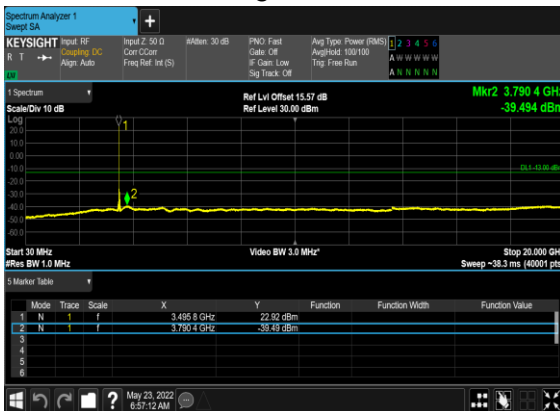 Spectrum Analyzer 1
Swept SA
KEYSIGHT Input: RF Input Z: 50 Ω #Atten: 30 dB PNO: Fast Avg Type: Power (RMS) 1 2 3 4 5 6
R T Coupling: DC Corr CCorr Gate: Off Avg|Hold: 100/100 A W W W W W
Align: Auto Freq Ref: Int (S) IF Gain: Low Trig: Free Run
Sig Track: Off A N N N N N
1 Spectrum Ref Lvl Offset 15.57 dB Mkr2 3.790 4 GHz
Scale/Div 10 dB Ref Level 30.00 dBm -39.494 dBm
Log
20.0
10.0
0.00
-10.0
DL1 -13.00 dBm
-20.0
-30.0
-40.0
-50.0
-60.0
1
2
Start 30 MHz Video BW 3.0 MHz* Stop 20.000 GH
#Res BW 1.0 MHz Sweep ~38.3 ms (40001 pts
5 Marker Table
Mode Trace Scale X Y Function Function Width Function Value
1 N 1 f 3.495 8 GHz 22.92 dBm
2 N 1 f 3.790 4 GHz -39.49 dBm
3
4
5
6
? May 23, 2022
6:57:12 AM